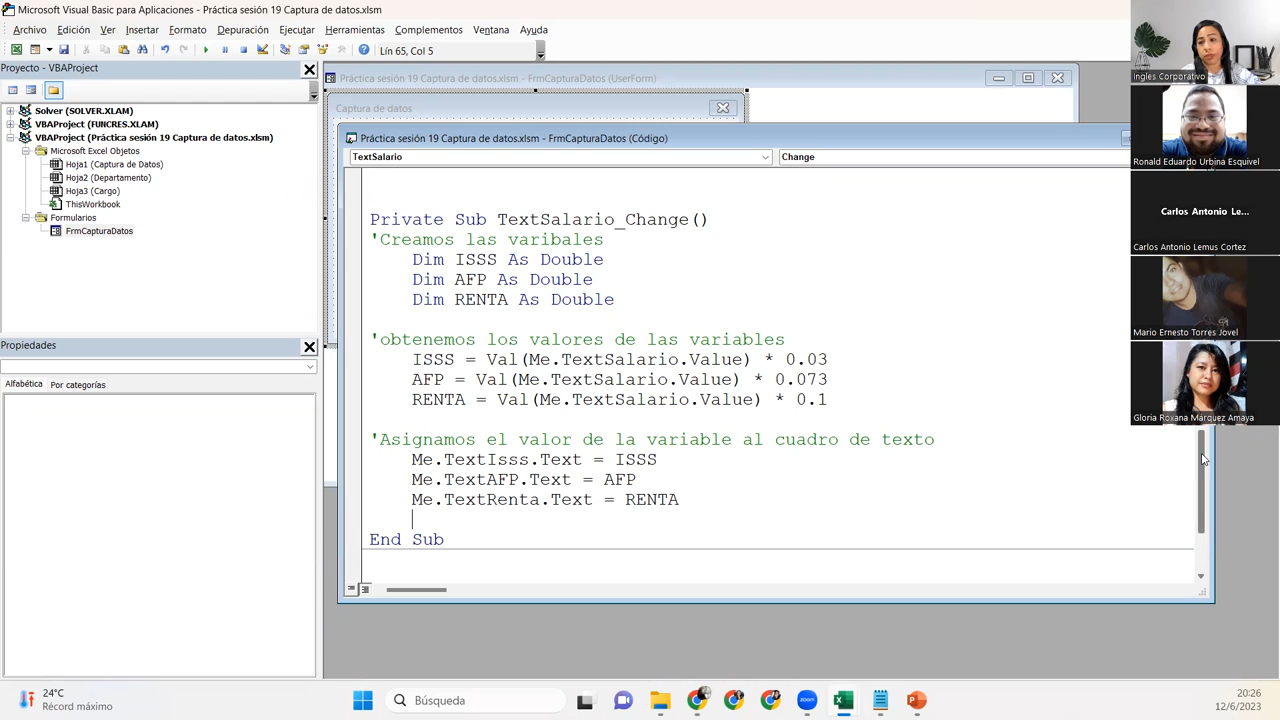 Microsoft Visual Basic para Aplicaciones - Práctica sesión 19 Captura de datos.xlsm
Archivo Edición Ver Insertar Formato Depuración Ejecutar Herramientas Complementos Ventana Ayuda
Lín 65, Col 5
Proyecto - VBAProject
Solver (SOLVER.XLAM)
VBAProject (FUNCRES.XLAM)
VBAProject (Práctica sesión 19 Captura de datos.xlsm)
Microsoft Excel Objetos
Hoja1 (Captura de Datos)
Hoja2 (Departamento)
Hoja3 (Cargo)
ThisWorkbook
Formularios
FrmCapturaDatos
Propiedades
Alfabética Por categorías
Práctica sesión 19 Captura de datos.xlsm - FrmCapturaDatos (UserForm)
Captura de datos
Práctica sesión 19 Captura de datos.xlsm - FrmCapturaDatos (Código)
TextSalario Change
Private Sub TextSalario_Change()
'Creamos las varibales
Dim ISSS As Double
Dim AFP As Double
Dim RENTA As Double
'obtenemos los valores de las variables
ISSS = Val(Me.TextSalario.Value) * 0.03
AFP = Val(Me.TextSalario.Value) * 0.073
RENTA = Val(Me.TextSalario.Value) * 0.1
'Asignamos el valor de la variable al cuadro de texto
Me.TextIsss.Text = ISSS
Me.TextAFP.Text = AFP
Me.TextRenta.Text = RENTA
End Sub
Ingles Corporativo
Ronald Eduardo Urbina Esquivel
Carlos Antonio Le...
Carlos Antonio Lemus Cortez
Mario Ernesto Torres Jovel
Gloria Roxana Márquez Amaya
24°C
Récord máximo
Búsqueda
zoom
20:26
12/6/2023